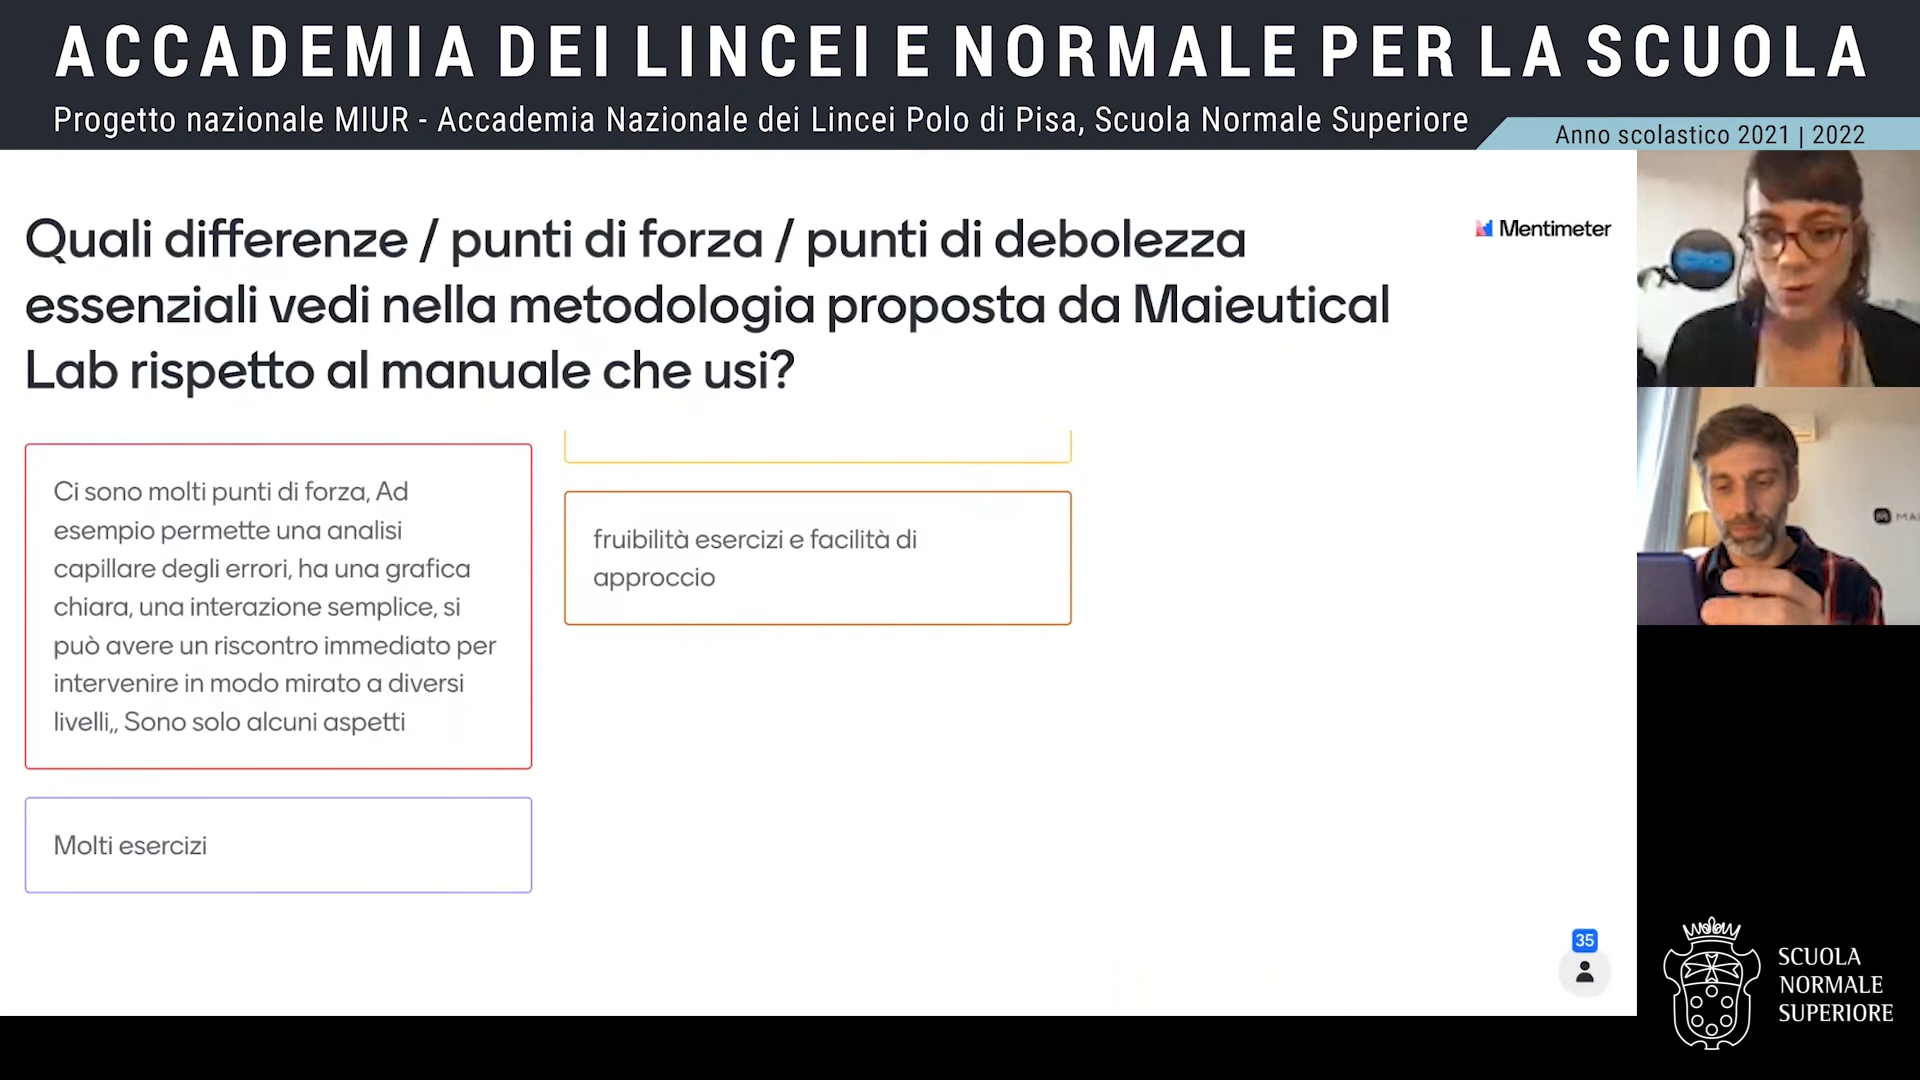 ACCADEMIA DEI LINCEI E NORMALE PER LA SCUOLA
Progetto nazionale MIUR - Accademia Nazionale dei Lincei Polo di Pisa, Scuola Normale Superiore
Anno scolastico 2021 | 2022
Quali differenze / punti di forza / punti di debolezza
essenziali vedi nella metodologia proposta da Maieutical
Lab rispetto al manuale che usi?
Mentimeter
Ci sono molti punti di forza, Ad
esempio permette una analisi
capillare degli errori, ha una grafica
chiara, una interazione semplice, si
può avere un riscontro immediato per
intervenire in modo mirato a diversi
livelli,, Sono solo alcuni aspetti
Molti esercizi
fruibilità esercizi e facilità di
approccio
35
SCUOLA
NORMALE
SUPERIORE